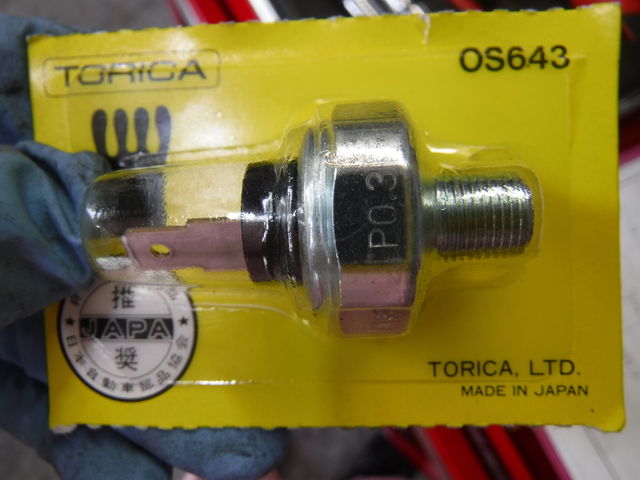 TORICA
OS643
P0.3
推
JAPA
奨
日本自動車部品協会
TORICA, LTD.
MADE IN JAPAN